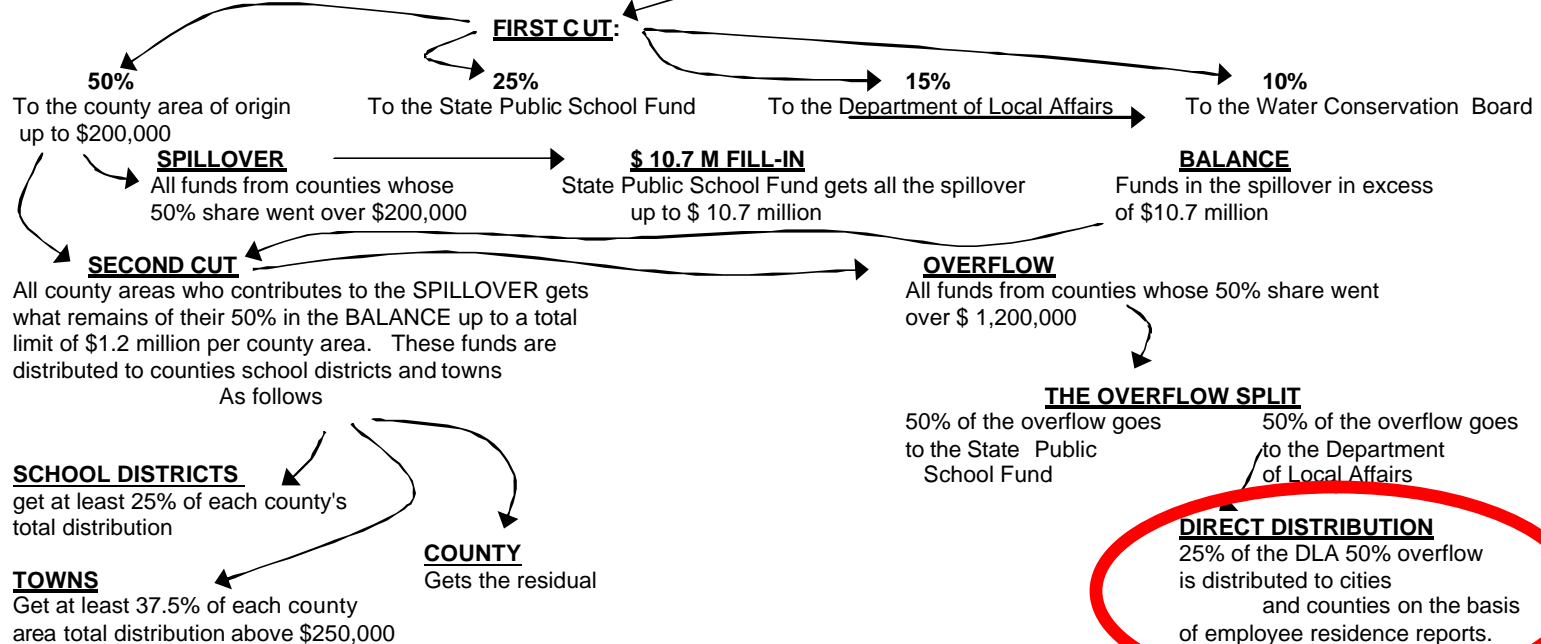 FIRST CUT:
50%
To the county area of origin
up to $200,000
25%
To the State Public School Fund
15%
To the Department of Local Affairs
10%
To the Water Conservation Board
SPILLOVER
All funds from counties whose
50% share went over $200,000
$ 10.7 M FILL-IN
State Public School Fund gets all the spillover
up to $ 10.7 million
BALANCE
Funds in the spillover in excess
of $10.7 million
SECOND CUT
All county areas who contributes to the SPILLOVER gets
what remains of their 50% in the BALANCE up to a total
limit of $1.2 million per county area. These funds are
distributed to counties school districts and towns
As follows
OVERFLOW
All funds from counties whose 50% share went
over $ 1,200,000
THE OVERFLOW SPLIT
50% of the overflow goes
to the State Public
School Fund
50% of the overflow goes
to the Department
of Local Affairs
SCHOOL DISTRICTS
get at least 25% of each county's
total distribution
COUNTY
Gets the residual
TOWNS
Get at least 37.5% of each county
area total distribution above $250,000
DIRECT DISTRIBUTION
25% of the DLA 50% overflow
is distributed to cities
and counties on the basis
of employee residence reports.